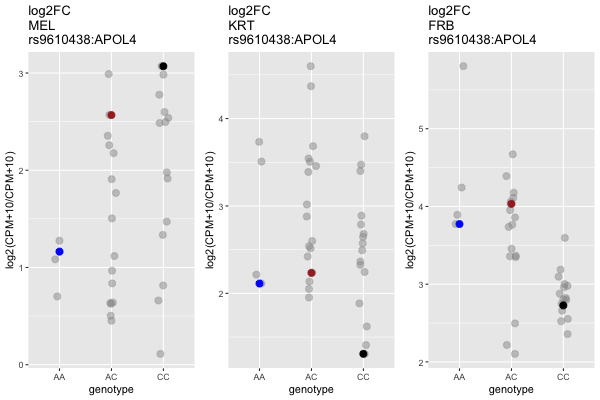 log2FC
MEL
rs9610438:APOL4
log2(CPM+10/CPM+10)
3
2
1
0
AA
AC
CC
genotype
log2FC
KRT
rs9610438:APOL4
log2(CPM+10/CPM+10)
4
3
2
AA
AC
CC
genotype
log2FC
FRB
rs9610438:APOL4
log2(CPM+10/CPM+10)
5
4
3
2
AA
AC
CC
genotype